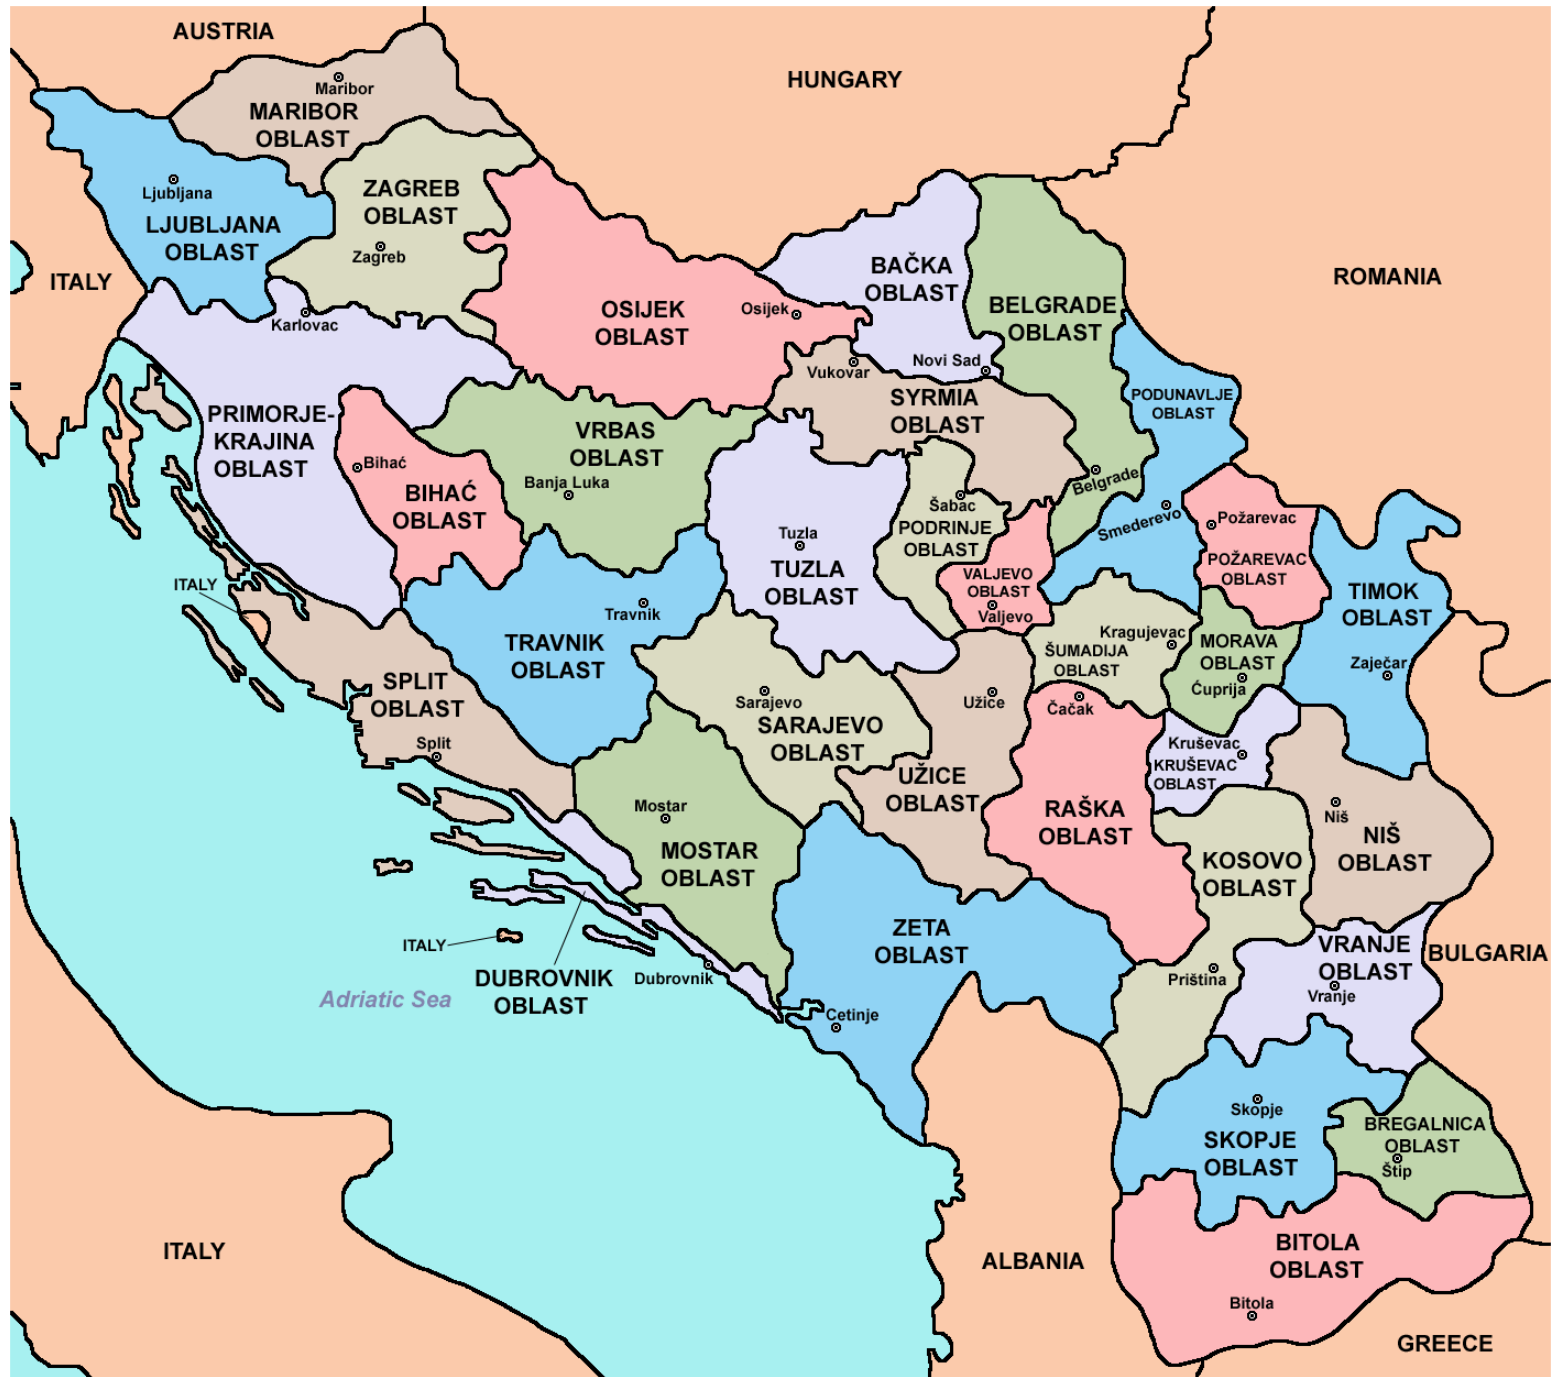 AUSTRIA
HUNGARY
Maribor
MARIBOR
OBLAST
Ljubljana
LJUBLJANA
OBLAST
ZAGREB
OBLAST
Zagreb
ITALY
BAČKA
OBLAST
Novi Sad
BELGRADE
OBLAST
Belgrade
ROMANIA
OSIJEK
OBLAST
Osijek
Karlovac
PRIMORJE-
KRAJINA
OBLAST
Vukovar
SYRMIA
OBLAST
PODUNAVLJE
OBLAST
Smederevo
Bihać
BIHAĆ
OBLAST
VRBAS
OBLAST
Banja Luka
Tuzla
TUZLA
OBLAST
Šabac
PODRINJE
OBLAST
VALJEVO
OBLAST
Valjevo
Požarevac
POŽAREVAC
OBLAST
TIMOK
OBLAST
Zaječar
ITALY
Travnik
TRAVNIK
OBLAST
Kragujevac
ŠUMADIJA
OBLAST
MORAVA
OBLAST
Ćuprija
SPLIT
OBLAST
Split
Sarajevo
SARAJEVO
OBLAST
Užice
UŽICE
OBLAST
Čačak
RAŠKA
OBLAST
Kruševac
KRUŠEVAC
OBLAST
Niš
NIŠ
OBLAST
Mostar
MOSTAR
OBLAST
KOSOVO
OBLAST
Priština
ZETA
OBLAST
Cetinje
ITALY
DUBROVNIK
OBLAST
Dubrovnik
Adriatic Sea
VRANJE
OBLAST
Vranje
BULGARIA
Skopje
SKOPJE
OBLAST
BREGALNICA
OBLAST
Štip
ITALY
ALBANIA
BITOLA
OBLAST
Bitola
GREECE